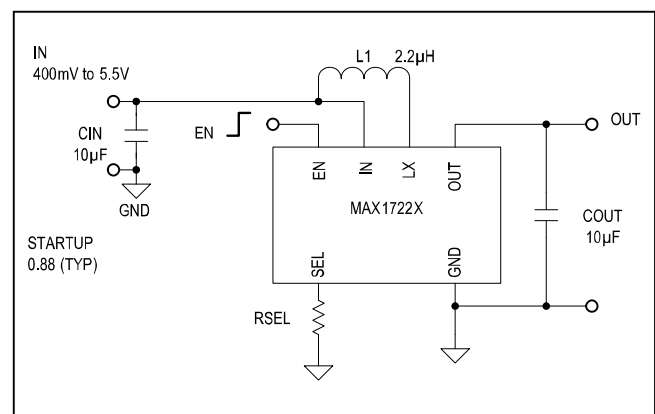 IN
400mV to 5.5V
L1 2.2µH
CIN
10µF
GND
EN
EN
IN
LX
OUT
OUT
MAX1722X
COUT
10µF
STARTUP
0.88 (TYP)
SEL
GND
RSEL